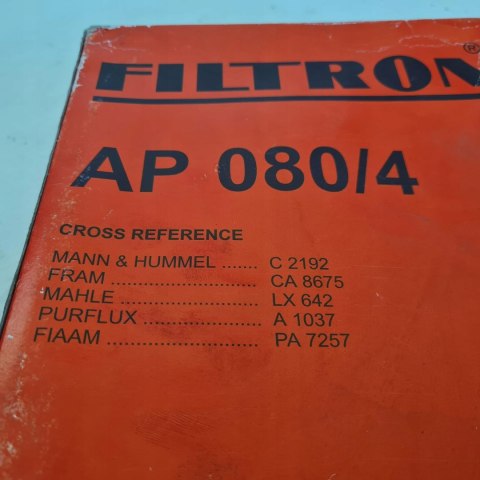 FILTRON®
AP 080/4
CROSS REFERENCE
MANN & HUMMEL ....... C 2192
FRAM ............................. CA 8675
MAHLE ........................... LX 642
PURFLUX ...................... A 1037
FIAAM ............................. PA 7257